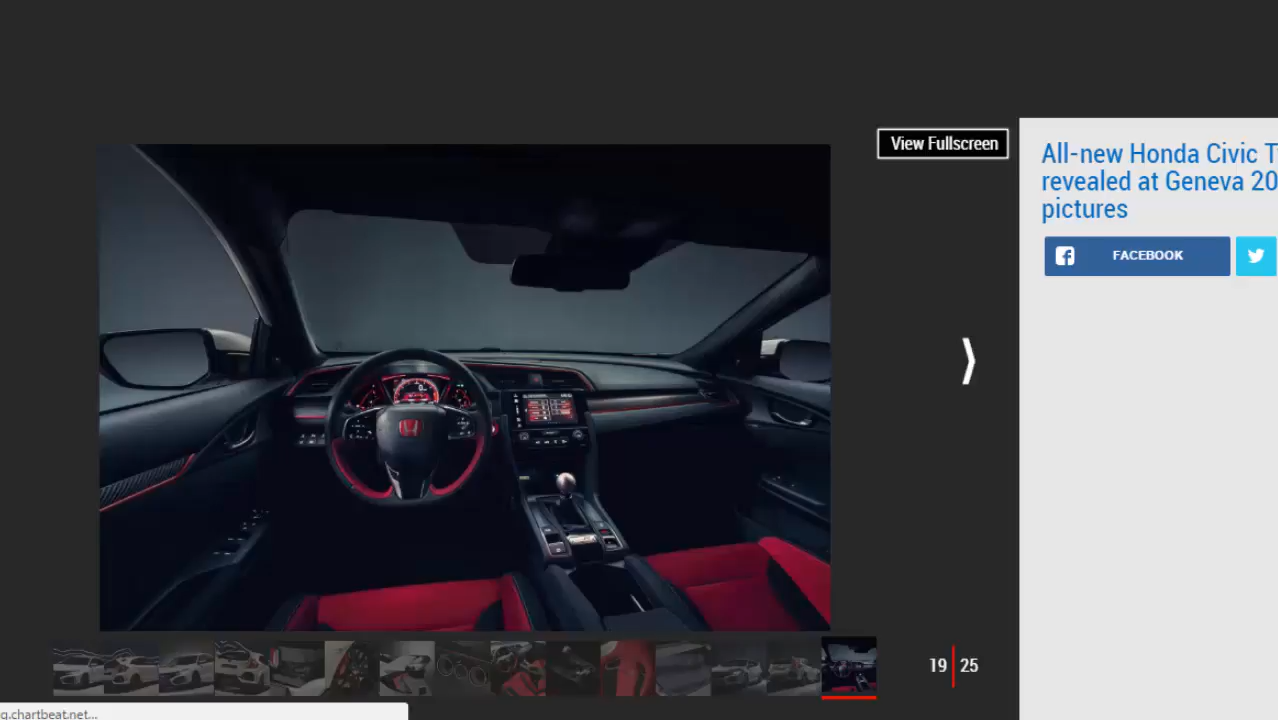 View Fullscreen
All-new Honda Civic T
revealed at Geneva 20
pictures
FACEBOOK
19 25
g.chartbeat.net...